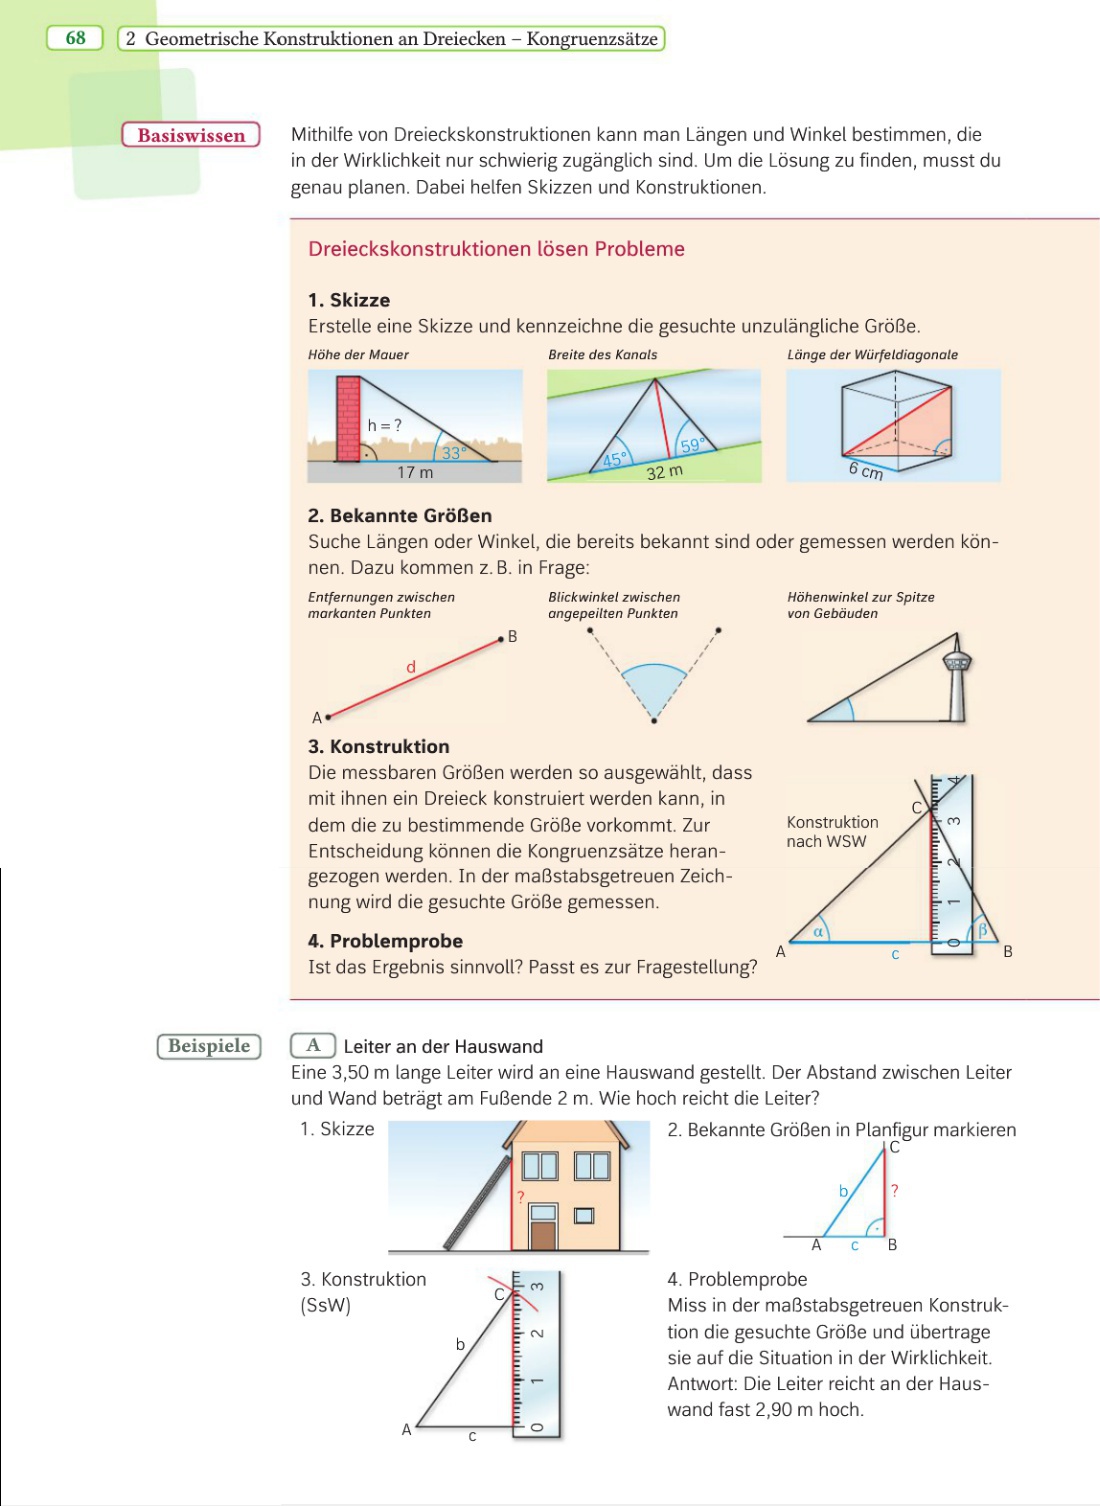 68
2 Geometrische Konstruktionen an Dreiecken – Kongruenzsätze
Basiswissen
Mithilfe von Dreieckskonstruktionen kann man Längen und Winkel bestimmen, die
in der Wirklichkeit nur schwierig zugänglich sind. Um die Lösung zu finden, musst du
genau planen. Dabei helfen Skizzen und Konstruktionen.
Dreieckskonstruktionen lösen Probleme
1. Skizze
Erstelle eine Skizze und kennzeichne die gesuchte unzulängliche Größe.
Höhe der Mauer
h = ?
33°
17 m
Breite des Kanals
45°
59°
32 m
Länge der Würfeldiagonale
6 cm
2. Bekannte Größen
Suche Längen oder Winkel, die bereits bekannt sind oder gemessen werden kön-
nen. Dazu kommen z. B. in Frage:
Entfernungen zwischen
markanten Punkten
A
d
B
Blickwinkel zwischen
angepeilten Punkten
Höhenwinkel zur Spitze
von Gebäuden
3. Konstruktion
Die messbaren Größen werden so ausgewählt, dass
mit ihnen ein Dreieck konstruiert werden kann, in
dem die zu bestimmende Größe vorkommt. Zur
Entscheidung können die Kongruenzsätze heran-
gezogen werden. In der maßstabsgetreuen Zeich-
nung wird die gesuchte Größe gemessen.
Konstruktion
nach WSW
C
4
3
2
1
0
α
β
A
c
B
4. Problemprobe
Ist das Ergebnis sinnvoll? Passt es zur Fragestellung?
Beispiele
A Leiter an der Hauswand
Eine 3,50 m lange Leiter wird an eine Hauswand gestellt. Der Abstand zwischen Leiter
und Wand beträgt am Fußende 2 m. Wie hoch reicht die Leiter?
1. Skizze
?
2. Bekannte Größen in Planfigur markieren
C
b
?
A
c
B
3. Konstruktion
(SsW)
C
3
2
1
0
b
A
c
4. Problemprobe
Miss in der maßstabsgetreuen Konstruk-
tion die gesuchte Größe und übertrage
sie auf die Situation in der Wirklichkeit.
Antwort: Die Leiter reicht an der Haus-
wand fast 2,90 m hoch.